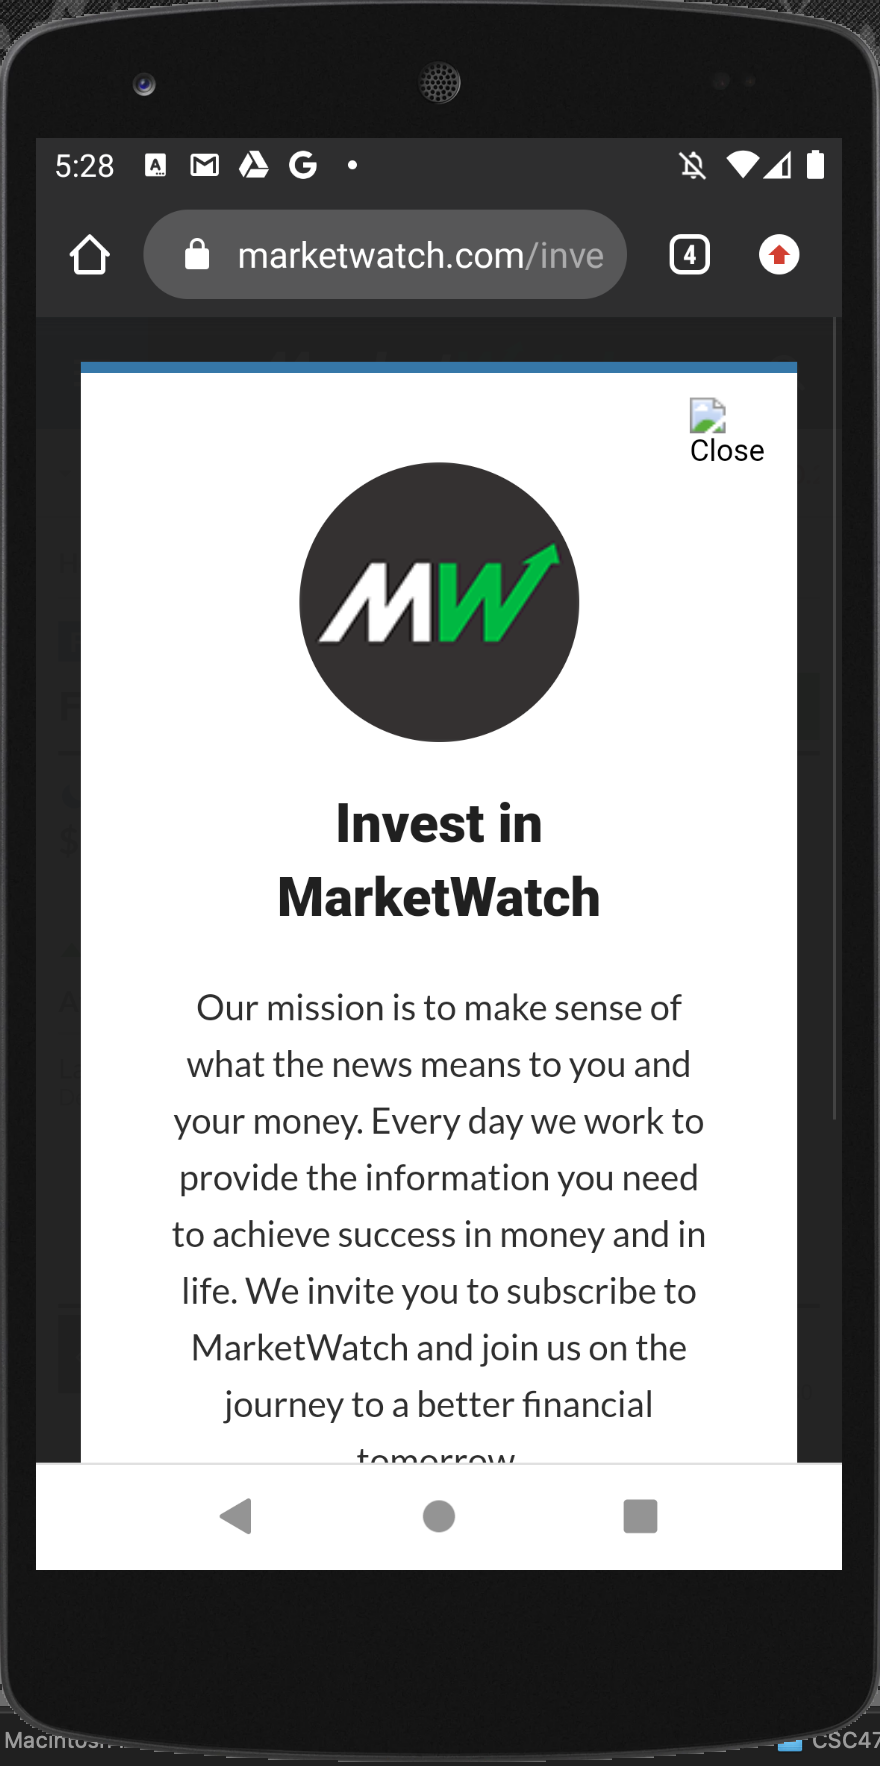 5:28
marketwatch.com/inve
4
Close
MW
Invest in
MarketWatch
Our mission is to make sense of
what the news means to you and
your money. Every day we work to
provide the information you need
to achieve success in money and in
life. We invite you to subscribe to
MarketWatch and join us on the
journey to a better financial
tomorrow
CSC47